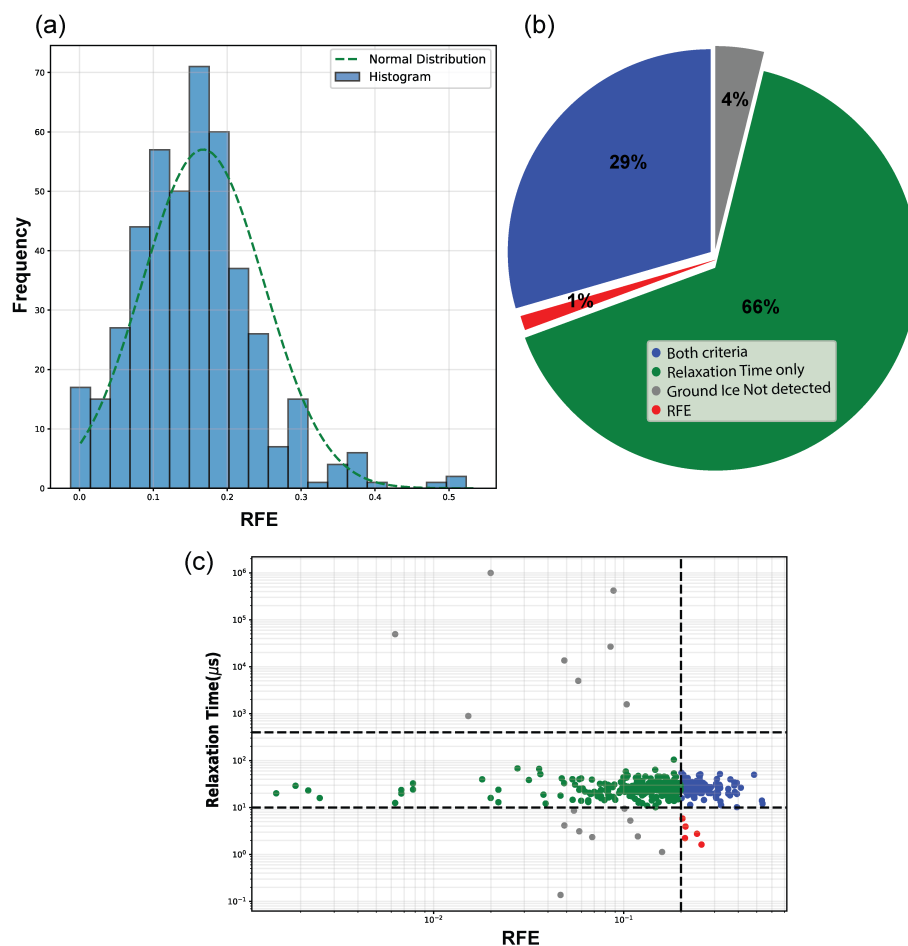 (a)
Normal Distribution
Histogram
Frequency
70
60
50
40
30
20
10
0
0.0 0.1 0.2 0.3 0.4 0.5
RFE
(b)
4%
29%
1%
66%
Both criteria
Relaxation Time only
Ground Ice Not detected
RFE
(c)
Relaxation Time(μs)
10⁶
10⁵
10⁴
10³
10²
10¹
10⁰
10⁻¹
10⁻² 10⁻¹
RFE